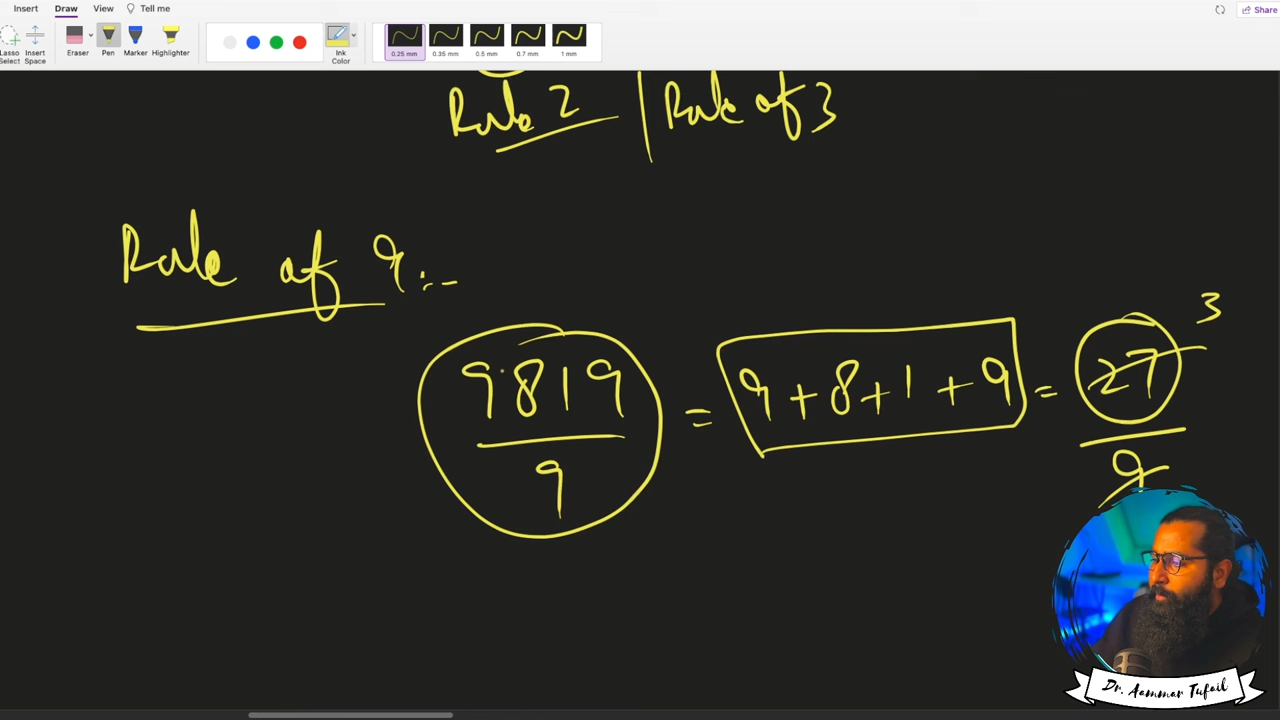 Insert Draw View Tell me
Share
Lasso Select
Insert Space
Eraser
Pen
Marker
Highlighter
Ink Color
0.25 mm
0.35 mm
0.5 mm
0.7 mm
1 mm
Rule 2 | Rule of 3
Rule of 9 :-
9819 / 9 = 9 + 8 + 1 + 9 = 27 / 9 3
Dr. Aammar Tufail